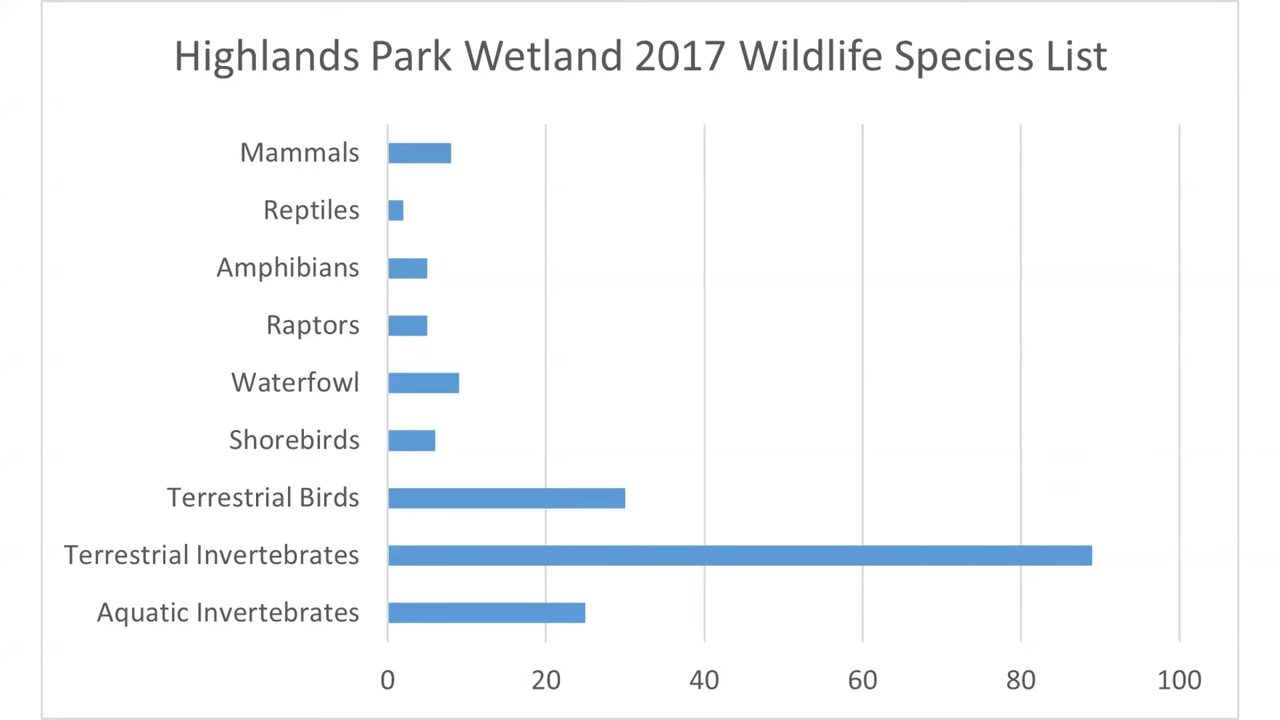 Highlands Park Wetland 2017 Wildlife Species List
Mammals
Reptiles
Amphibians
Raptors
Waterfowl
Shorebirds
Terrestrial Birds
Terrestrial Invertebrates
Aquatic Invertebrates
0 20 40 60 80 100